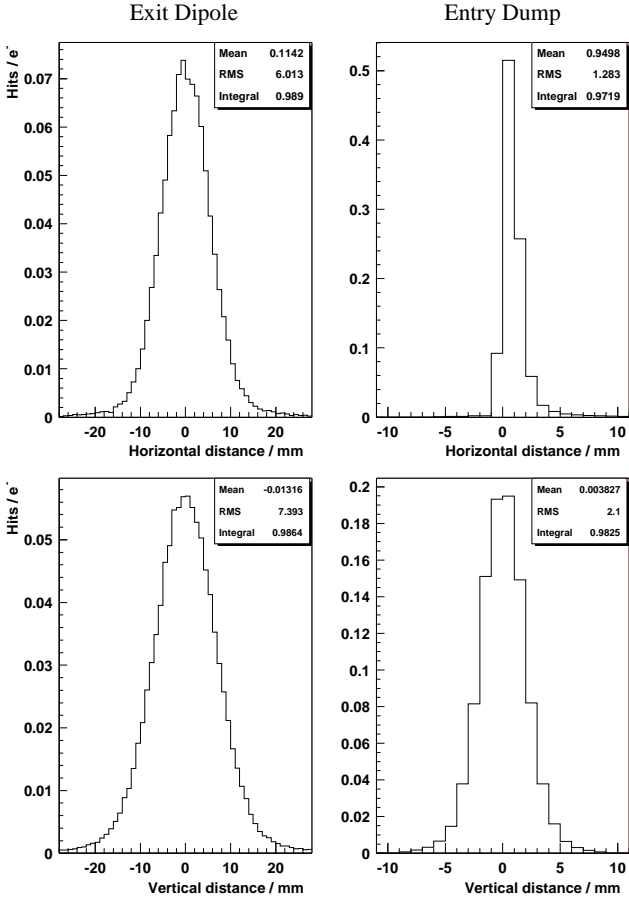 Exit Dipole
Entry Dump
Hits / e-
Mean 0.1142
RMS 6.013
Integral 0.989
0.07
0.06
0.05
0.04
0.03
0.02
0.01
0
-20 -10 0 10 20
Horizontal distance / mm
Mean 0.9498
RMS 1.283
Integral 0.9719
0.5
0.4
0.3
0.2
0.1
0
-10 -5 0 5 10
Horizontal distance / mm
Hits / e-
Mean -0.01316
RMS 7.393
Integral 0.9864
0.05
0.04
0.03
0.02
0.01
0
-20 -10 0 10 20
Vertical distance / mm
Mean 0.003827
RMS 2.1
Integral 0.9825
0.2
0.18
0.16
0.14
0.12
0.1
0.08
0.06
0.04
0.02
0
-10 -5 0 5 10
Vertical distance / mm